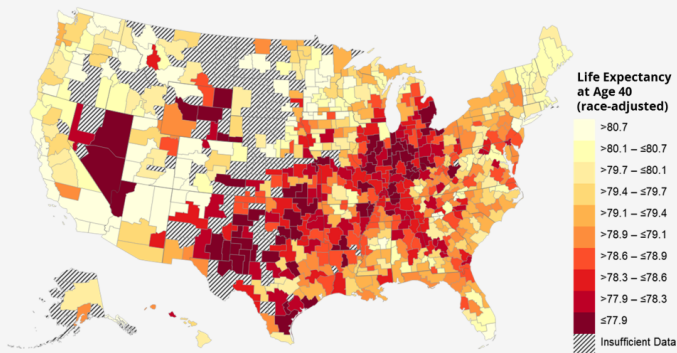 Life Expectancy
at Age 40
(race-adjusted)
>80.7
>80.1 – ≤80.7
>79.7 – ≤80.1
>79.4 – ≤79.7
>79.1 – ≤79.4
>78.9 – ≤79.1
>78.6 – ≤78.9
>78.3 – ≤78.6
>77.9 – ≤78.3
≤77.9
Insufficient Data